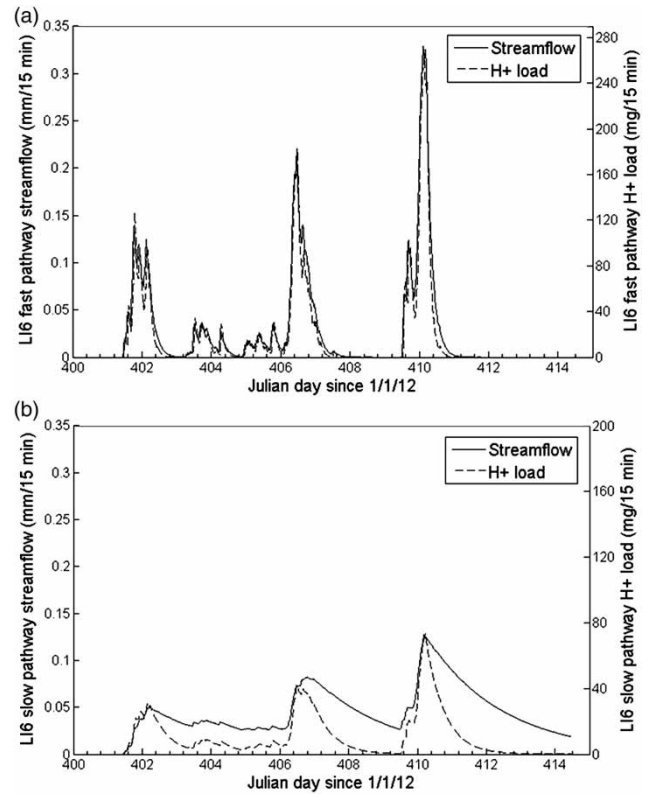 (a)
LI6 fast pathway streamflow (mm/15 min)
0.35
0.3
0.25
0.2
0.15
0.1
0.05
0
Streamflow
H+ load
280
240
200
160
120
80
40
0
LI6 fast pathway H+ load (mg/15 min)
400 402 404 406 408 410 412 414
Julian day since 1/1/12
(b)
LI6 slow pathway streamflow (mm/15 min)
0.35
0.3
0.25
0.2
0.15
0.1
0.05
0
Streamflow
H+ load
200
160
120
80
40
0
LI6 slow pathway H+ load (mg/15 min)
400 402 404 406 408 410 412 414
Julian day since 1/1/12